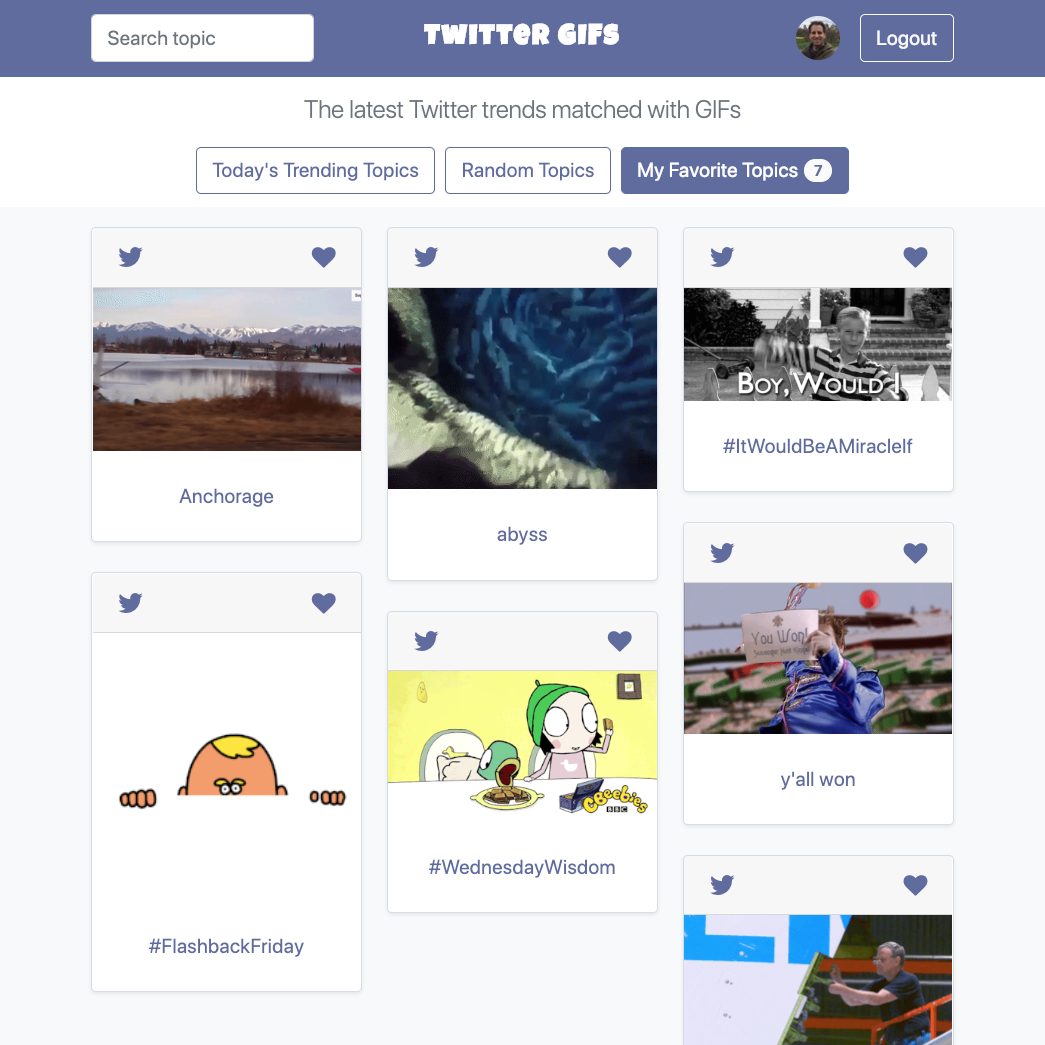 Search topic
TWITTER GIFS
Logout
The latest Twitter trends matched with GIFs
Today's Trending Topics
Random Topics
My Favorite Topics 7
Anchorage
#FlashbackFriday
abyss
CBeebies
BBC
#WednesdayWisdom
BOY, WOULD I
#ItWouldBeAMiracleIf
You Won!
y'all won